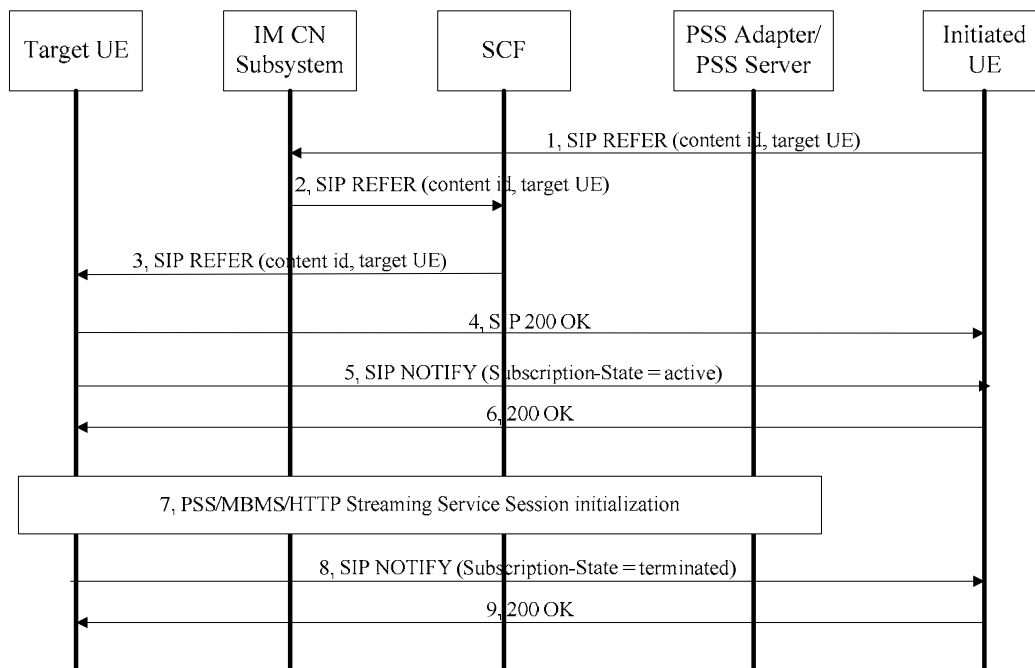 Target UE
IM CN
Subsystem
SCF
PSS Adapter/
PSS Server
Initiated
UE
1, SIP REFER (content id, target UE)
2, SIP REFER (content id, target UE)
3, SIP REFER (content id, target UE)
4, SIP 200 OK
5, SIP NOTIFY (Subscription-State = active)
6, 200 OK
7, PSS/MBMS/HTTP Streaming Service Session initialization
8, SIP NOTIFY (Subscription-State = terminated)
9, 200 OK